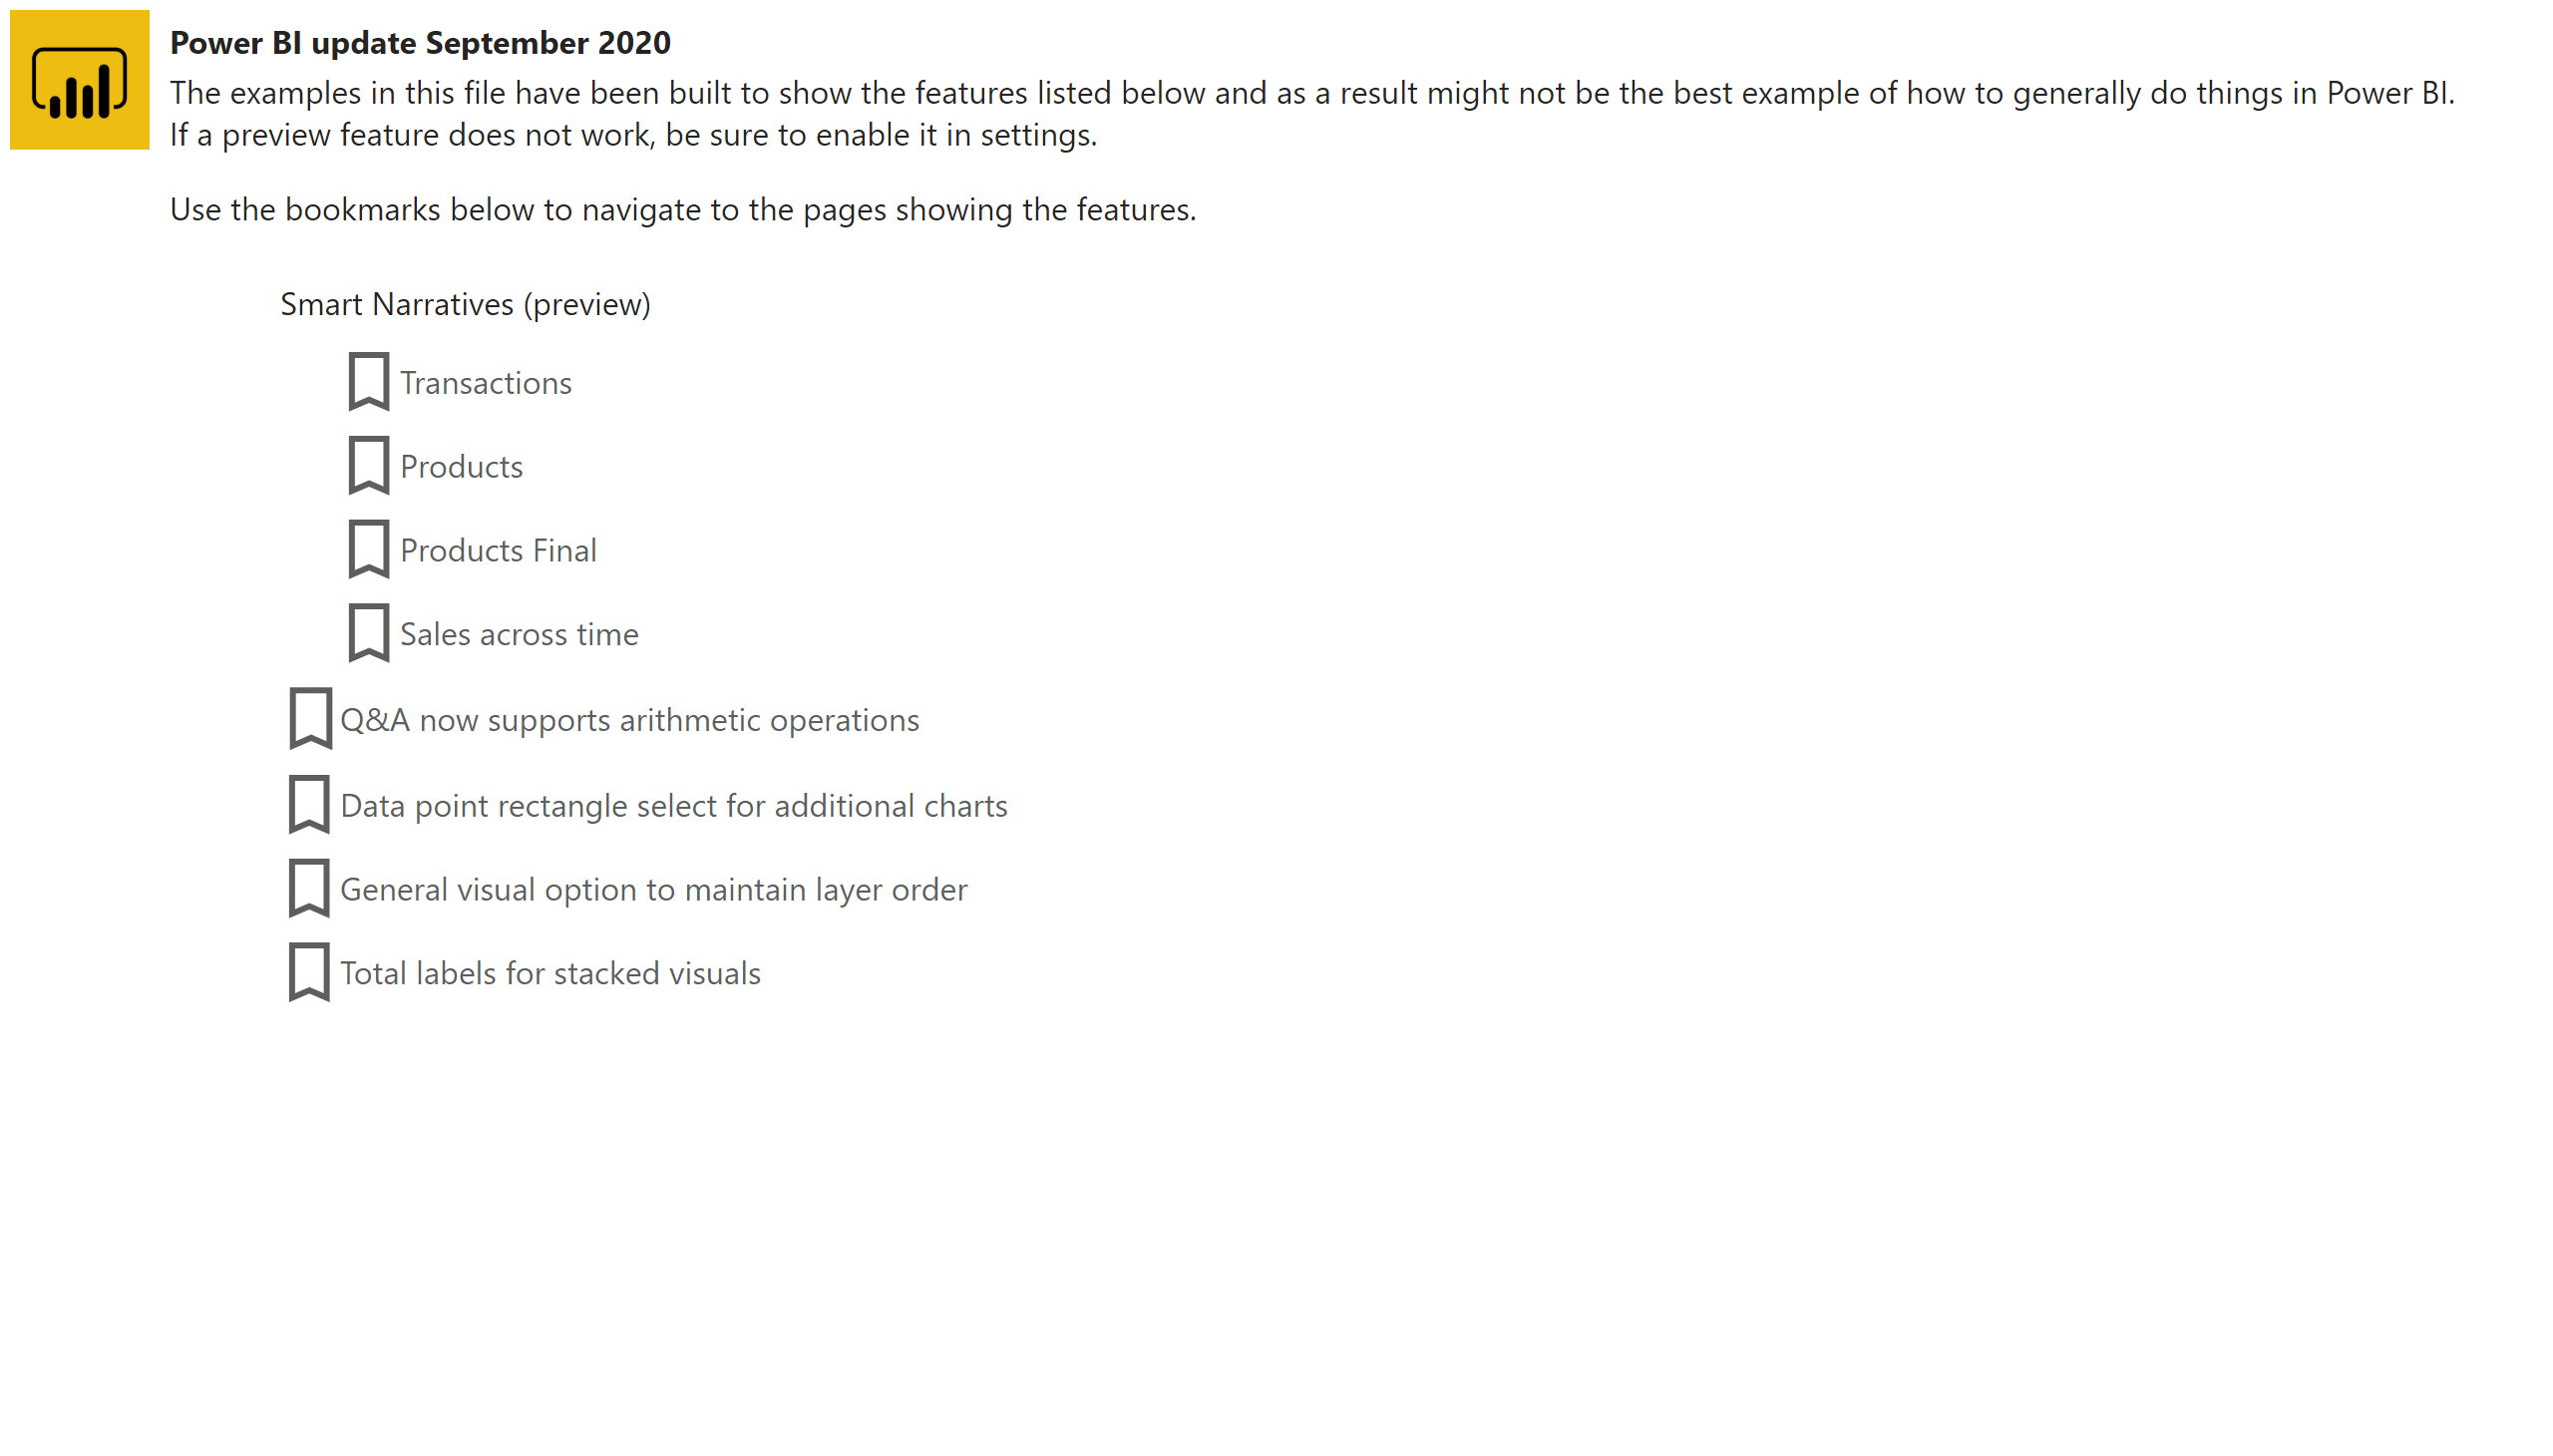 Power BI update September 2020
The examples in this file have been built to show the features listed below and as a result might not be the best example of how to generally do things in Power BI.
If a preview feature does not work, be sure to enable it in settings.
Use the bookmarks below to navigate to the pages showing the features.
Smart Narratives (preview)
Transactions
Products
Products Final
Sales across time
Q&A now supports arithmetic operations
Data point rectangle select for additional charts
General visual option to maintain layer order
Total labels for stacked visuals